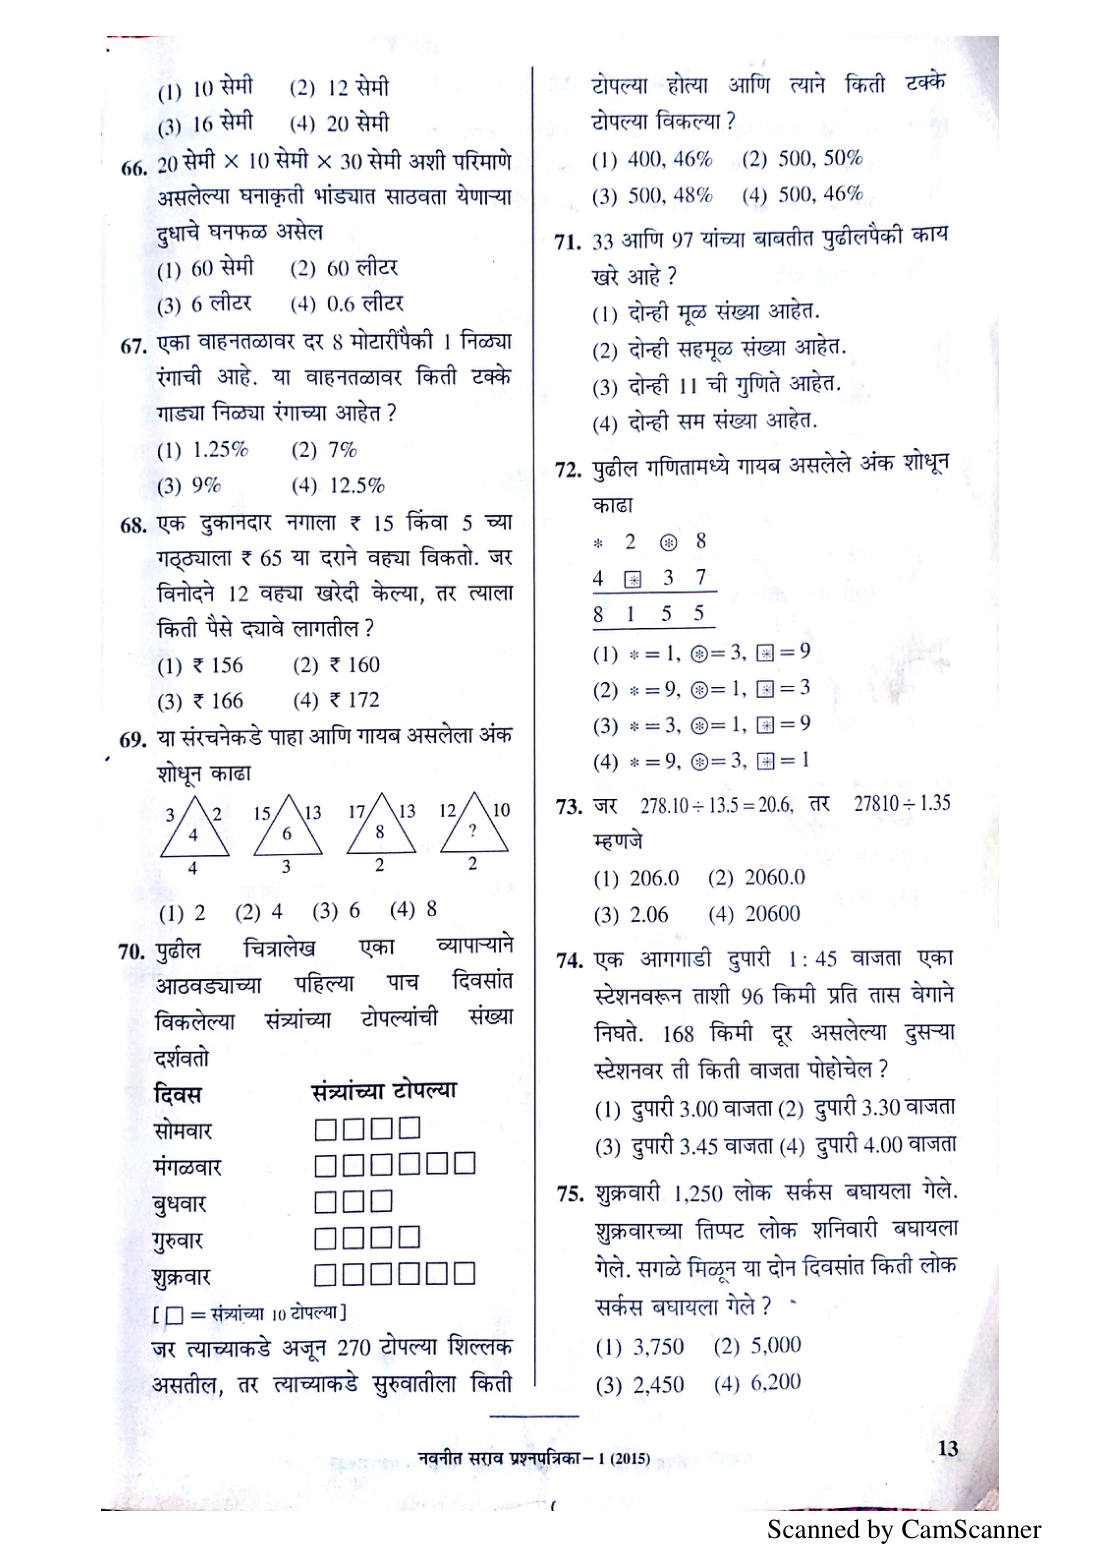 (1) 10 सेमी (2) 12 सेमी
(3) 16 सेमी (4) 20 सेमी
66. 20 सेमी × 10 सेमी × 30 सेमी अशी परिमाणे
असलेल्या घनाकृती भांड्यात साठवता येणाऱ्या
दुधाचे घनफळ असेल
(1) 60 सेमी (2) 60 लीटर
(3) 6 लीटर (4) 0.6 लीटर
67. एका वाहनतळावर दर 8 मोटारींपैकी 1 निळ्या
रंगाची आहे. या वाहनतळावर किती टक्के
गाड्या निळ्या रंगाच्या आहेत ?
(1) 1.25% (2) 7%
(3) 9% (4) 12.5%
68. एक दुकानदार नगाला ₹ 15 किंवा 5 च्या
गठ्ठ्याला ₹ 65 या दराने वह्या विकतो. जर
विनोदने 12 वह्या खरेदी केल्या, तर त्याला
किती पैसे द्यावे लागतील ?
(1) ₹ 156 (2) ₹ 160
(3) ₹ 166 (4) ₹ 172
69. या संरचनेकडे पाहा आणि गायब असलेला अंक
शोधून काढा
3 2 15 13 17 13 12 10
4 6 8 ?
4 3 2 2
(1) 2 (2) 4 (3) 6 (4) 8
70. पुढील चित्रालेख एका व्यापाऱ्याने
आठवड्याच्या पहिल्या पाच दिवसांत
विकलेल्या संत्र्यांच्या टोपल्यांची संख्या
दर्शवतो
दिवस संत्र्यांच्या टोपल्या
सोमवार □□□□
मंगळवार □□□□□□
बुधवार □□□
गुरुवार □□□□
शुक्रवार □□□□□□
[ □ = संत्र्यांच्या 10 टोपल्या ]
जर त्याच्याकडे अजून 270 टोपल्या शिल्लक
असतील, तर त्याच्याकडे सुरुवातीला किती
टोपल्या होत्या आणि त्याने किती टक्के
टोपल्या विकल्या ?
(1) 400, 46% (2) 500, 50%
(3) 500, 48% (4) 500, 46%
71. 33 आणि 97 यांच्या बाबतीत पुढीलपैकी काय
खरे आहे ?
(1) दोन्ही मूळ संख्या आहेत.
(2) दोन्ही सहमूळ संख्या आहेत.
(3) दोन्ही 11 ची गुणिते आहेत.
(4) दोन्ही सम संख्या आहेत.
72. पुढील गणितामध्ये गायब असलेले अंक शोधून
काढा
* 2 ⊛ 8
4 ⧆ 3 7
8 1 5 5
(1) * = 1, ⊛ = 3, ⧆ = 9
(2) * = 9, ⊛ = 1, ⧆ = 3
(3) * = 3, ⊛ = 1, ⧆ = 9
(4) * = 9, ⊛ = 3, ⧆ = 1
73. जर 278.10 ÷ 13.5 = 20.6, तर 27810 ÷ 1.35
म्हणजे
(1) 206.0 (2) 2060.0
(3) 2.06 (4) 20600
74. एक आगगाडी दुपारी 1 : 45 वाजता एका
स्टेशनवरून ताशी 96 किमी प्रति तास वेगाने
निघते. 168 किमी दूर असलेल्या दुसऱ्या
स्टेशनवर ती किती वाजता पोहोचेल ?
(1) दुपारी 3.00 वाजता (2) दुपारी 3.30 वाजता
(3) दुपारी 3.45 वाजता (4) दुपारी 4.00 वाजता
75. शुक्रवारी 1,250 लोक सर्कस बघायला गेले.
शुक्रवारच्या तिप्पट लोक शनिवारी बघायला
गेले. सगळे मिळून या दोन दिवसांत किती लोक
सर्कस बघायला गेले ?
(1) 3,750 (2) 5,000
(3) 2,450 (4) 6,200
नवनीत सराव प्रश्नपत्रिका – 1 (2015)
13
Scanned by CamScanner